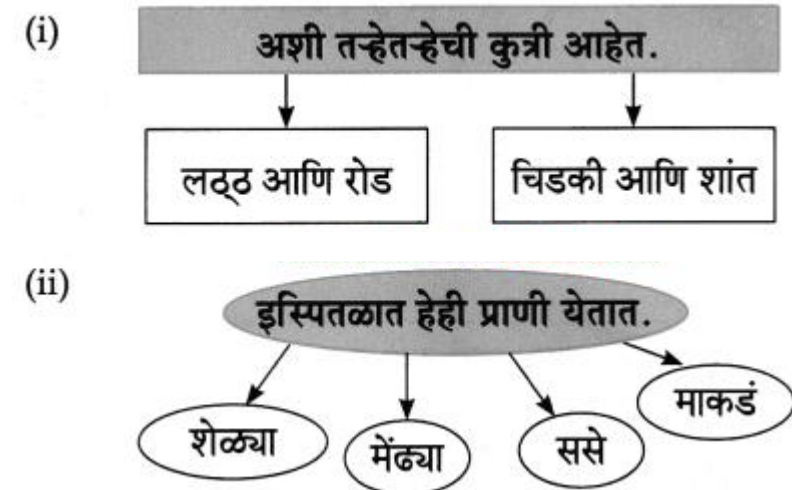 (i)
अशी तऱ्हेतऱ्हेची कुत्री आहेत.
लठ्ठ आणि रोड
चिडकी आणि शांत
(ii)
इस्पितळात हेही प्राणी येतात.
शेळ्या
मेंढ्या
ससे
माकडं